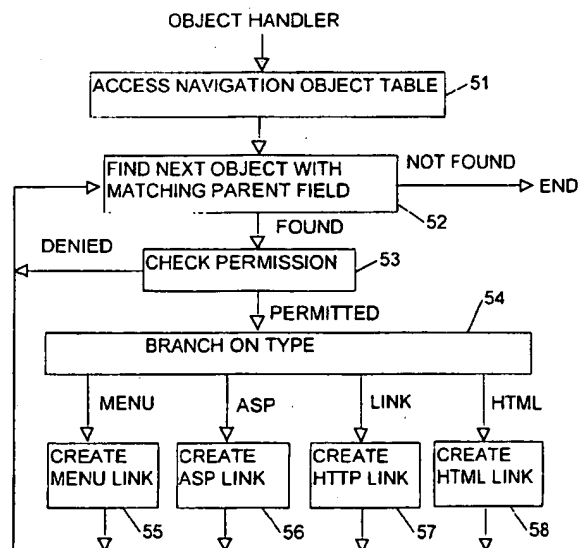 OBJECT HANDLER
ACCESS NAVIGATION OBJECT TABLE
51
FIND NEXT OBJECT WITH
MATCHING PARENT FIELD
NOT FOUND
END
52
FOUND
DENIED
CHECK PERMISSION
53
PERMITTED
54
BRANCH ON TYPE
MENU
ASP
LINK
HTML
CREATE
MENU LINK
CREATE
ASP LINK
CREATE
HTTP LINK
CREATE
HTML LINK
55
56
57
58